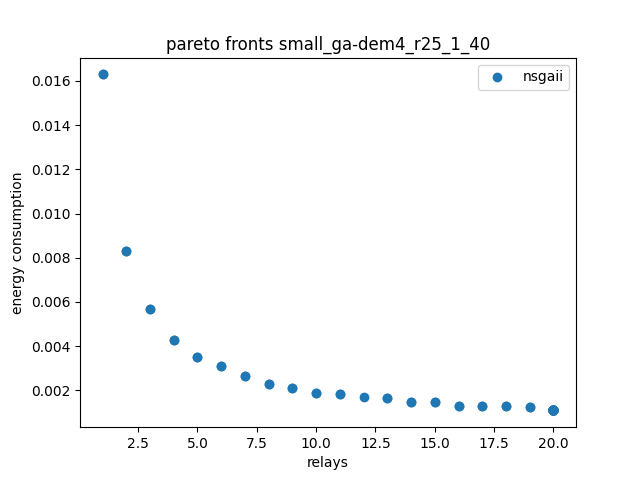 pareto fronts small_ga-dem4_r25_1_40
nsgaii
0.016
0.014
0.012
0.010
0.008
0.006
0.004
0.002
energy consumption
2.5 5.0 7.5 10.0 12.5 15.0 17.5 20.0
relays